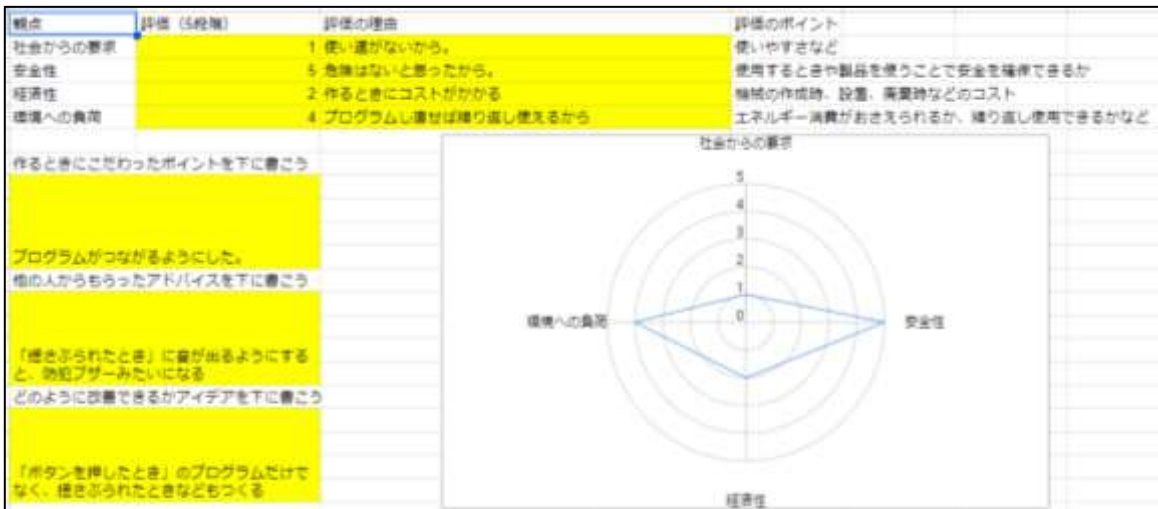 観点 評価（5段階） 評価の理由 評価のポイント
社会からの要求 1 使い道がないから。 使いやすさなど
安全性 5 危険はないと思ったから。 使用するときや製品を使うことで安全を確保できるか
経済性 2 作るときにコストがかかる 機械の作成時、設置、廃棄時などのコスト
環境への負荷 4 プログラムし直せば繰り返し使えるから エネルギー消費がおさえられるか、繰り返し使用できるかなど
作るときにこだわったポイントを下に書こう
プログラムがつながるようにした。
他の人からもらったアドバイスを下に書こう
「揺さぶられたとき」に音が出るようにする
と、防犯ブザーみたいになる
どのように改善できるかアイデアを下に書こう
「ボタンを押したとき」のプログラムだけで
なく、揺さぶられたときなどもつくる
社会からの要求
5
4
3
2
1
0
環境への負荷
安全性
経済性